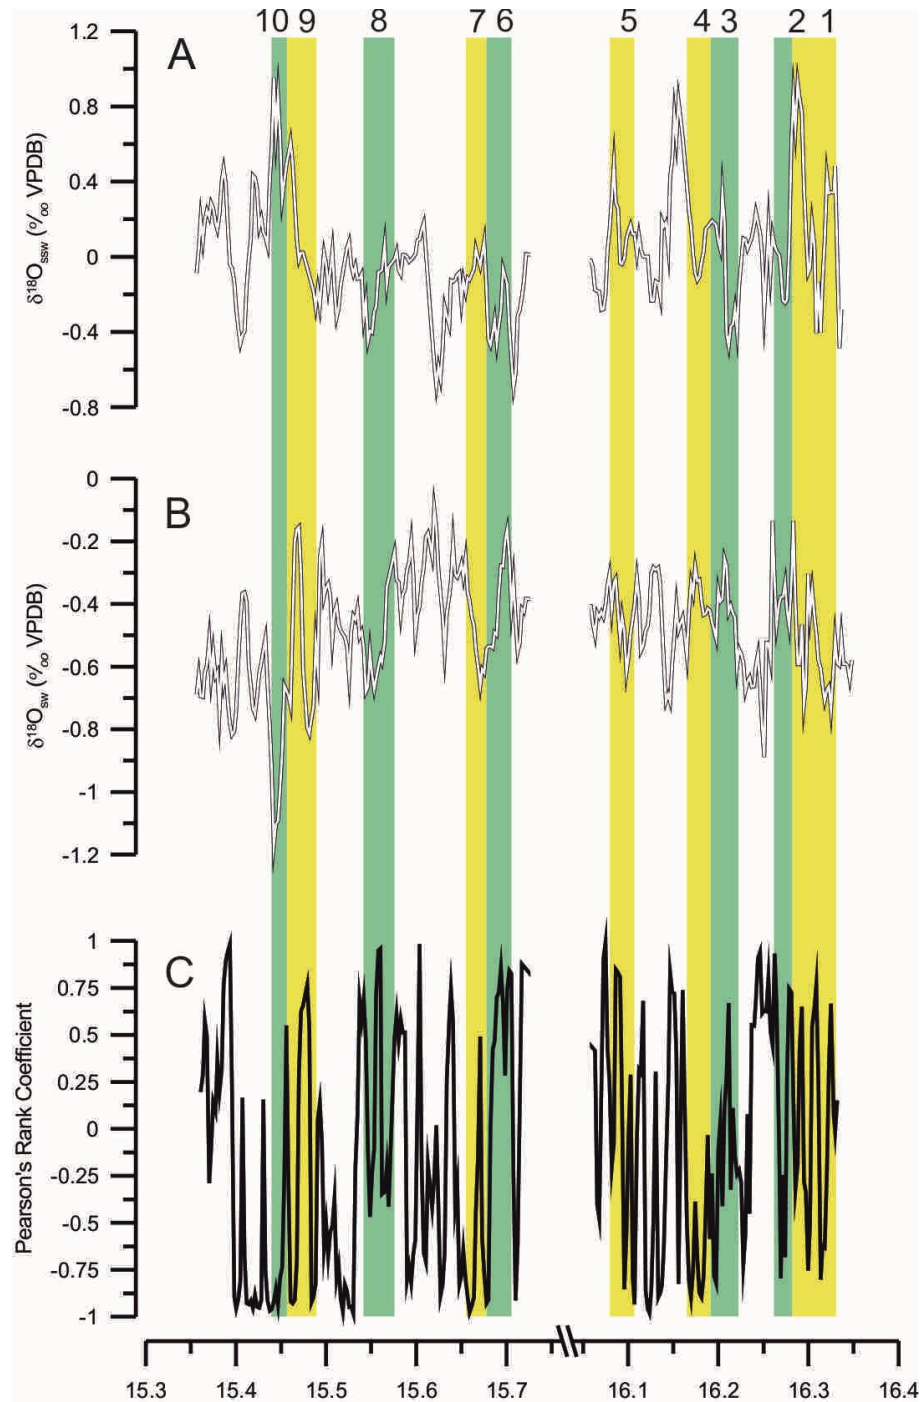 10 9 8 7 6 5 4 3 2 1
A
1.2
0.8
0.4
0
-0.4
-0.8
δ18Ossw (‰ VPDB)
B
0
-0.2
-0.4
-0.6
-0.8
-1
-1.2
δ18Osw (‰ VPDB)
C
1
0.75
0.5
0.25
0
-0.25
-0.5
-0.75
-1
Pearson's Rank Coefficient
15.3 15.4 15.5 15.6 15.7 16.1 16.2 16.3 16.4